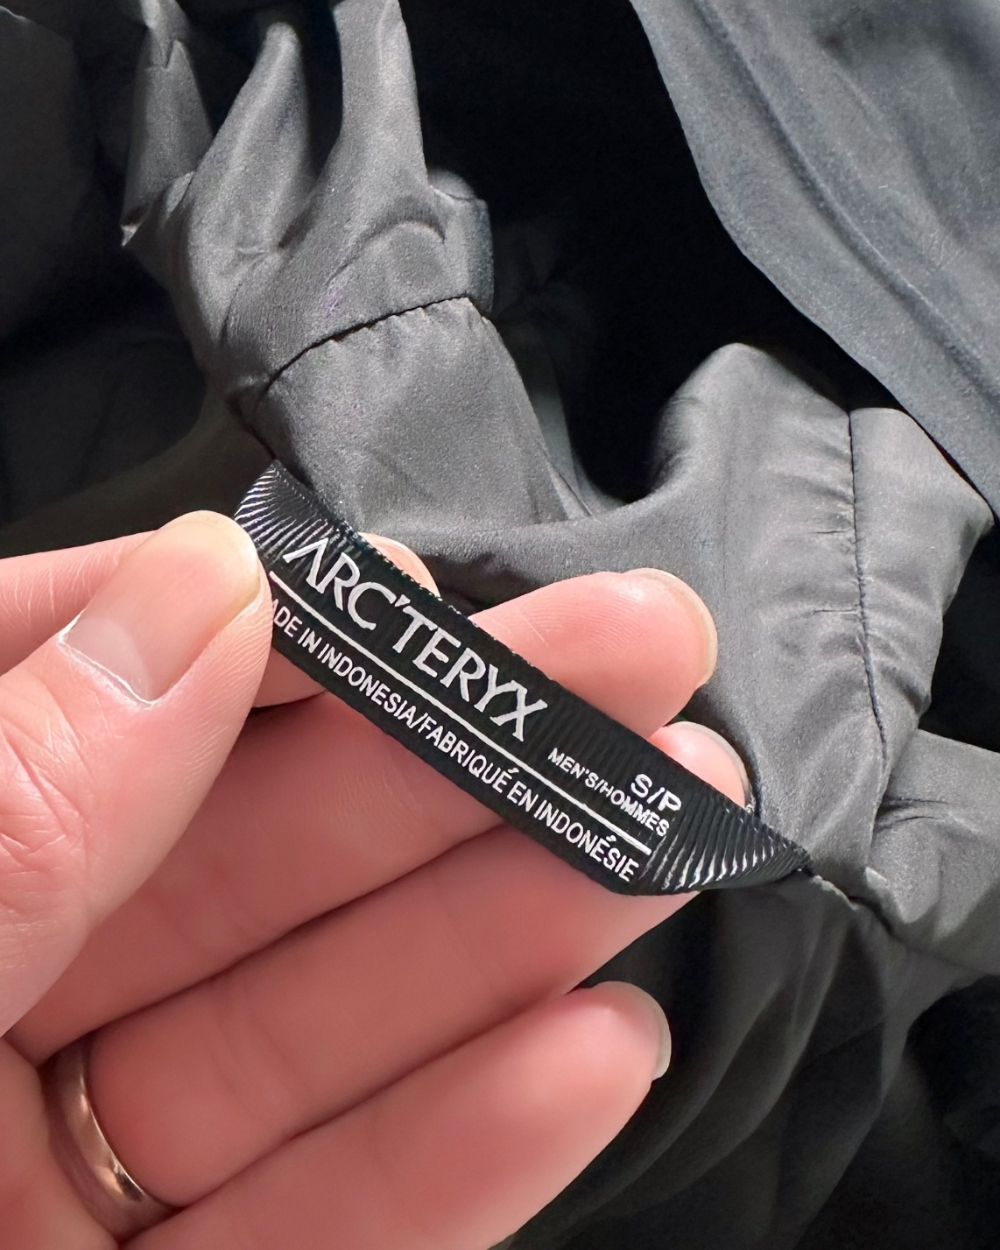 ARC'TERYX
S/P
MEN'S/HOMMES
ADE IN INDONESIA/FABRIQUÉ EN INDONÉSIE